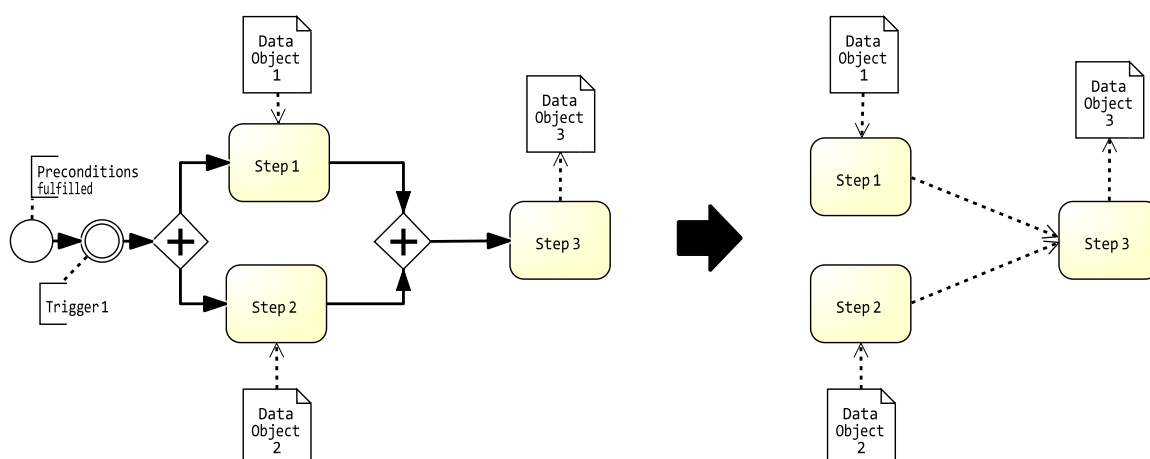 Data
Object
1
Data
Object
3
Step 1
Preconditions
fulfilled
Step 3
Trigger 1
Step 2
Data
Object
2
Data
Object
1
Data
Object
3
Step 1
Step 3
Step 2
Data
Object
2